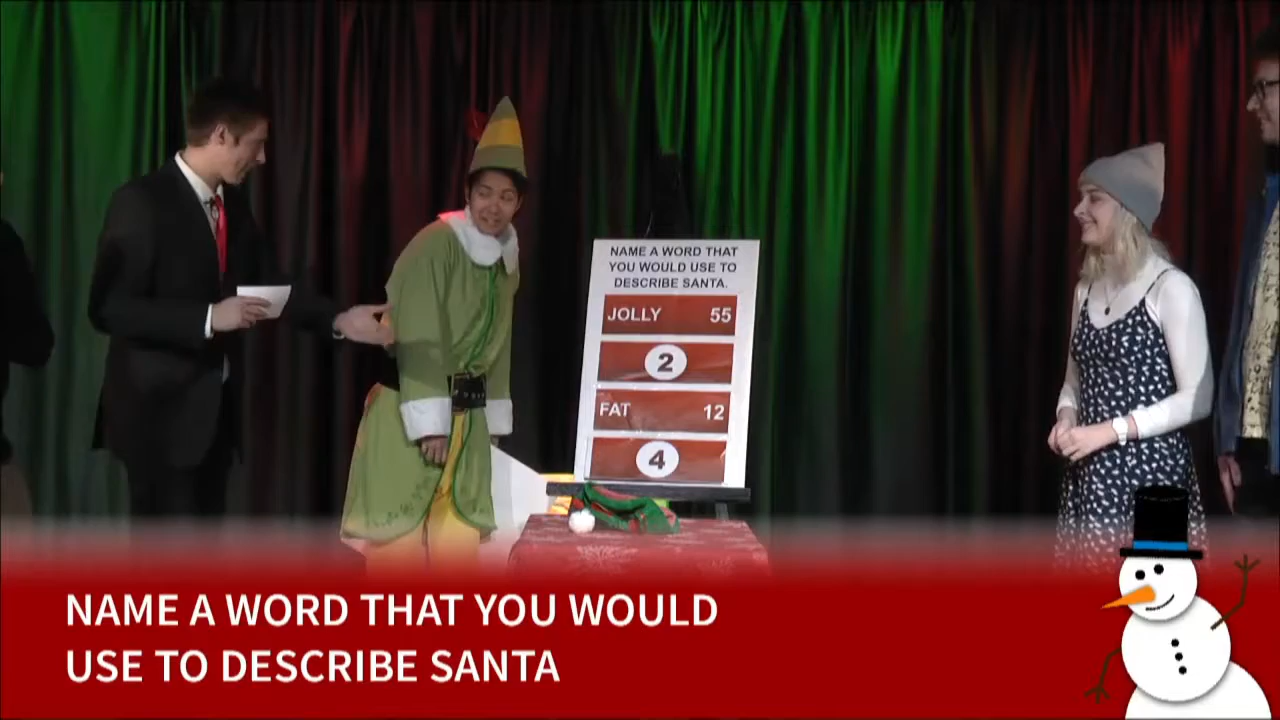 NAME A WORD THAT
YOU WOULD USE TO
DESCRIBE SANTA.
JOLLY 55
2
FAT 12
4
NAME A WORD THAT YOU WOULD
USE TO DESCRIBE SANTA